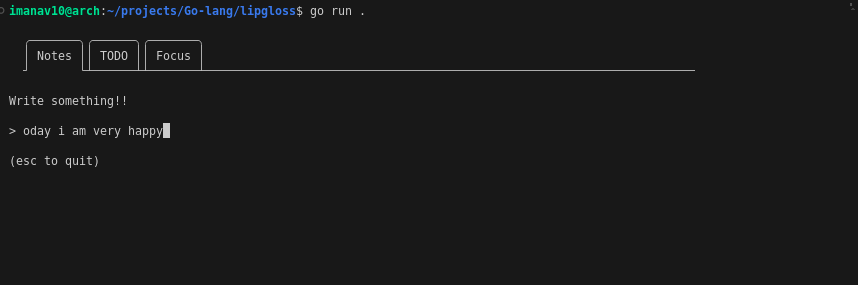 imanav10@arch:~/projects/Go-lang/lipgloss$ go run .
Notes TODO Focus
Write something!!
> oday i am very happy
(esc to quit)